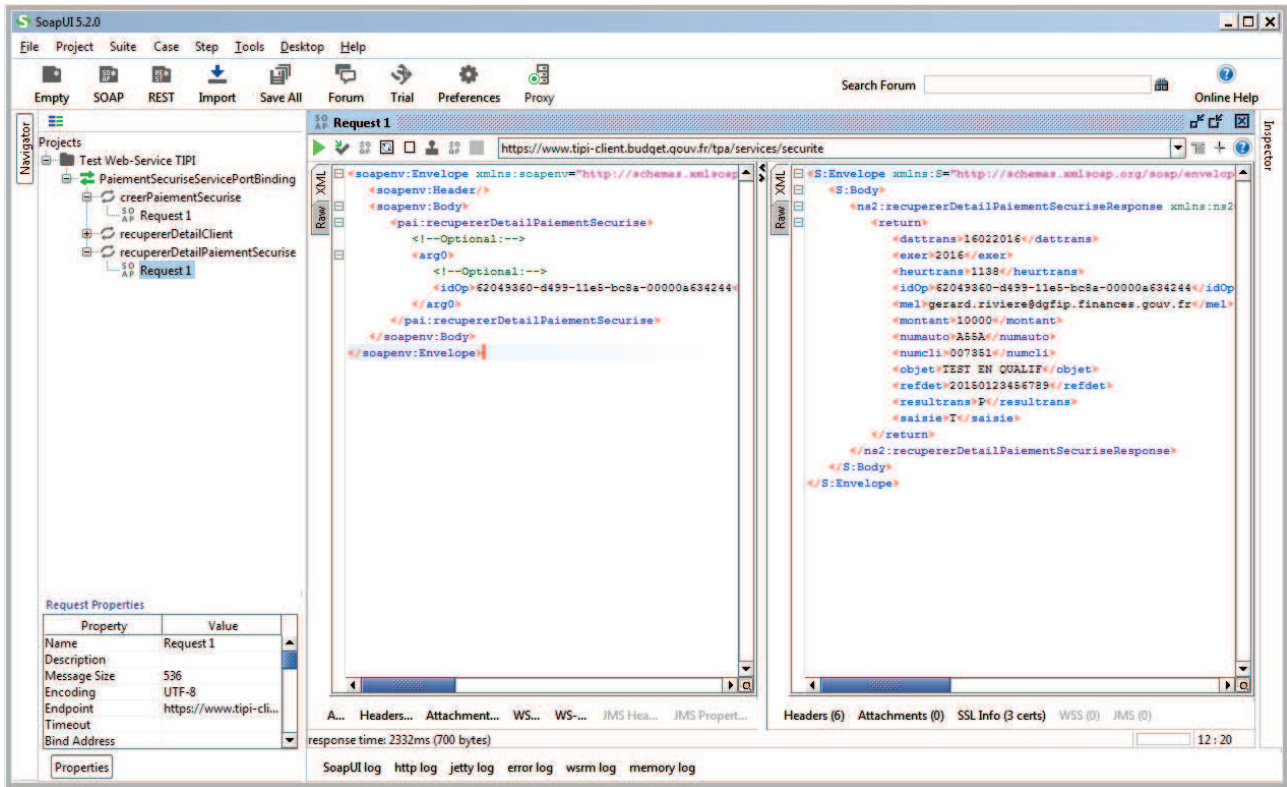 SoapUI 5.2.0
File Project Suite Case Step Tools Desktop Help
Empty SOAP REST Import Save All Forum Trial Preferences Proxy
Search Forum
Online Help
Navigator
Projects
Test Web-Service TIPI
PaiementSecuriseServicePortBinding
creerPaiementSecurise
Request 1
recupererDetailClient
recupererDetailPaiementSecurise
Request 1
Request Properties
Property Value
Name Request 1
Description
Message Size 536
Encoding UTF-8
Endpoint https://www.tipi-cli...
Timeout
Bind Address
Properties
Request 1
https://www.tipi-client.budget.gouv.fr/tpa/services/securite
XML
Raw
<soapenv:Envelope xmlns:soapenv="http://schemas.xmlsoap
<soapenv:Header/>
<soapenv:Body>
<pai:recupererDetailPaiementSecurise>
<!--Optional:-->
<arg0>
<!--Optional:-->
<idOp>62049360-d499-11e5-bc8a-00000a634244<
</arg0>
</pai:recupererDetailPaiementSecurise>
</soapenv:Body>
</soapenv:Envelope>
A... Headers... Attachment... WS... WS-... JMS Hea... JMS Propert...
XML
Raw
<S:Envelope xmlns:S="http://schemas.xmlsoap.org/soap/envelop
<S:Body>
<ns2:recupererDetailPaiementSecuriseResponse xmlns:ns2
<return>
<dattrans>16022016</dattrans>
<exer>2016</exer>
<heurtrans>1138</heurtrans>
<idOp>62049360-d499-11e5-bc8a-00000a634244</idOp
<mel>gerard.riviere@dgfip.finances.gouv.fr</mel>
<montant>10000</montant>
<numauto>A55A</numauto>
<numcli>007351</numcli>
<objet>TEST EN QUALIF</objet>
<refdet>20150123456789</refdet>
<resultrans>P</resultrans>
<saisie>T</saisie>
</return>
</ns2:recupererDetailPaiementSecuriseResponse>
</S:Body>
</S:Envelope>
Headers (6) Attachments (0) SSL Info (3 certs) WSS (0) JMS (0)
Inspector
response time: 2332ms (700 bytes)
12 : 20
SoapUI log http log jetty log error log wsrm log memory log